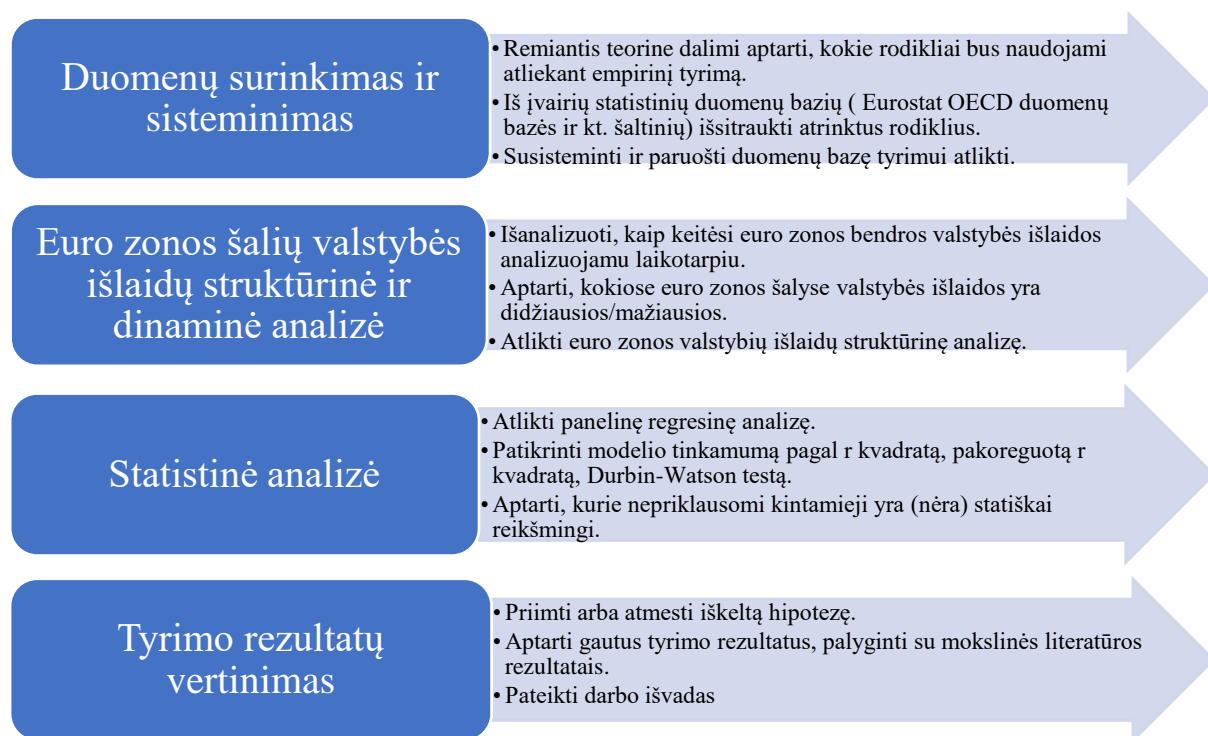 Duomenų surinkimas ir
sisteminimas
• Remiantis teorine dalimi aptarti, kokie rodikliai bus naudojami
atliekant empirinį tyrimą.
• Iš įvairių statistinių duomenų bazių ( Eurostat OECD duomenų
bazės ir kt. šaltinių) išsitraukti atrinktus rodiklius.
• Susisteminti ir paruošti duomenų bazę tyrimui atlikti.
Euro zonos šalių valstybės
išlaidų struktūrinė ir
dinaminė analizė
• Išanalizuoti, kaip keitėsi euro zonos bendros valstybės išlaidos
analizuojamu laikotarpiu.
• Aptarti, kokiose euro zonos šalyse valstybės išlaidos yra
didžiausios/mažiausios.
• Atlikti euro zonos valstybių išlaidų struktūrinę analizę.
Statistinė analizė
• Atlikti panelinę regresinę analizę.
• Patikrinti modelio tinkamumą pagal r kvadratą, pakoreguotą r
kvadratą, Durbin-Watson testą.
• Aptarti, kurie nepriklausomi kintamieji yra (nėra) statiškai
reikšmingi.
Tyrimo rezultatų
vertinimas
• Priimti arba atmesti iškeltą hipotezę.
• Aptarti gautus tyrimo rezultatus, palyginti su mokslinės literatūros
rezultatais.
• Pateikti darbo išvadas